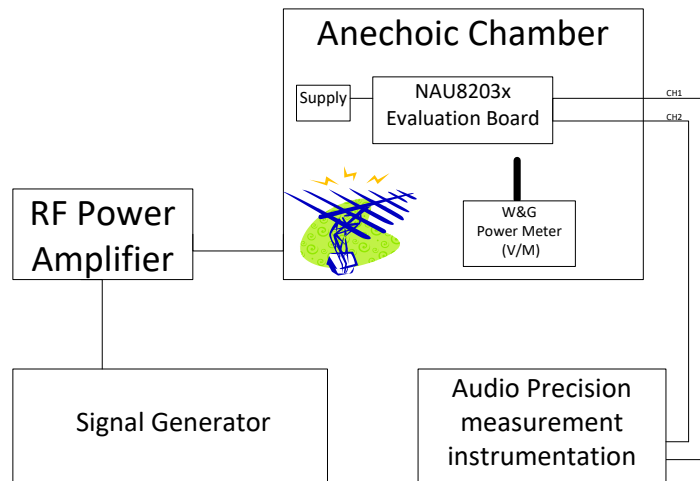 Anechoic Chamber
Supply
NAU8203x
Evaluation Board
CH1
CH2
RF Power
Amplifier
W&G
Power Meter
(V/M)
Signal Generator
Audio Precision
measurement
instrumentation